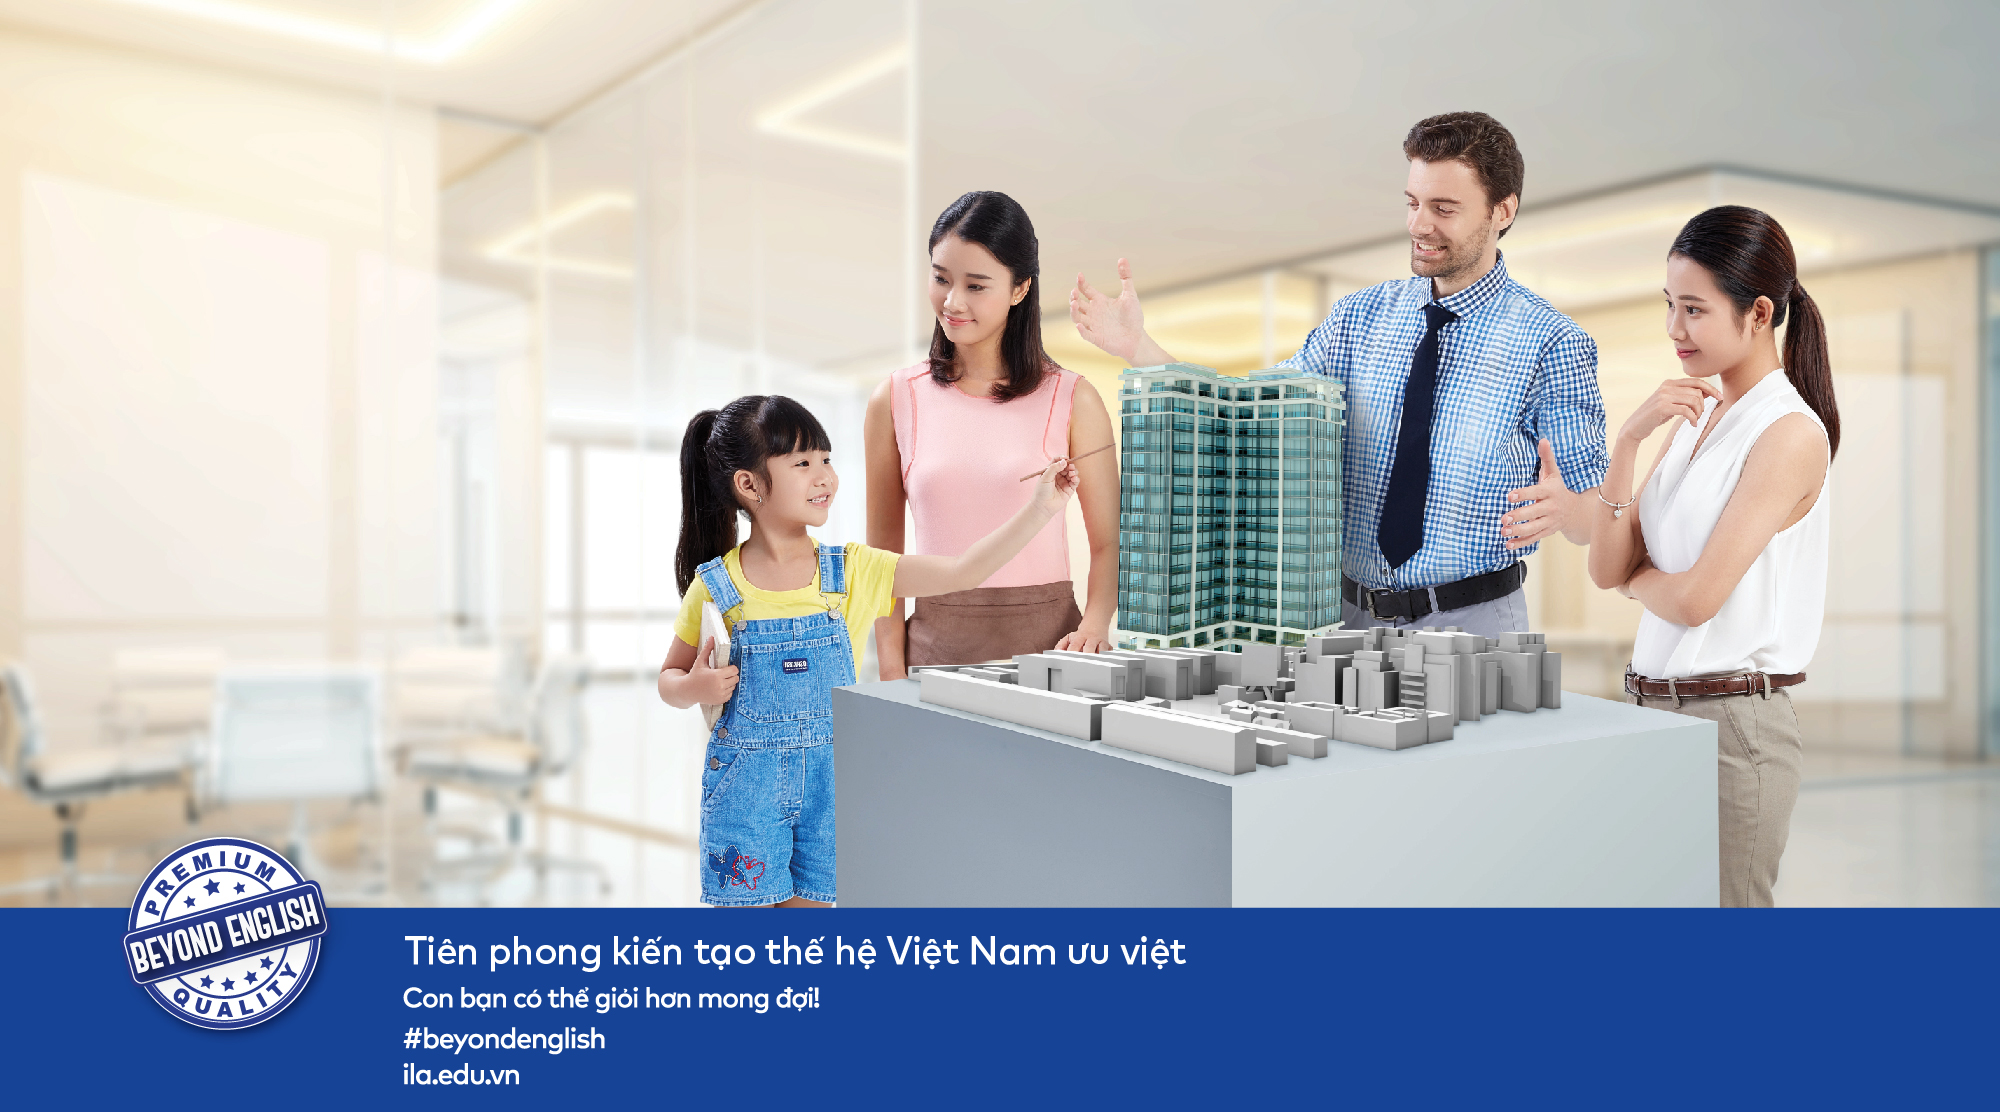 PREMIUM
BEYOND ENGLISH
QUALITY
Tiên phong kiến tạo thế hệ Việt Nam ưu việt
Con bạn có thể giỏi hơn mong đợi!
#beyondenglish
ila.edu.vn